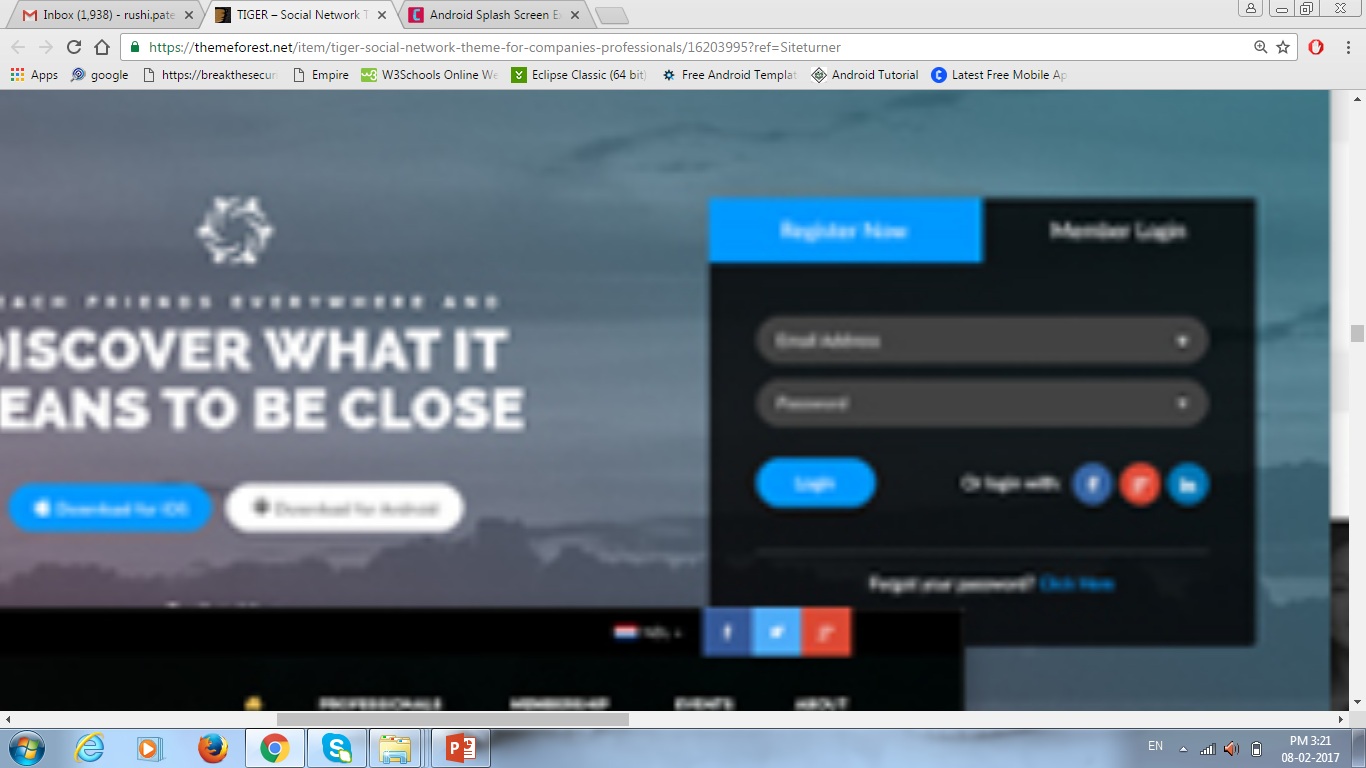 Inbox (1,938) - rushi.pate
TIGER – Social Network T
Android Splash Screen E
https://themeforest.net/item/tiger-social-network-theme-for-companies-professionals/16203995?ref=Siteturner
Apps
google
https://breakthesecur
Empire
W3Schools Online We
Eclipse Classic (64 bit)
Free Android Templat
Android Tutorial
Latest Free Mobile Ap
Register Now
Member Login
EACH FRIENDS EVERYWHERE AND
DISCOVER WHAT IT
EANS TO BE CLOSE
Download for iOS
Download for Android
Email Address
Password
Login
Or login with:
Forgot your password? Click Here
PROFESSIONALS
MEMBERSHIP
EVENTS
ABOUT
EN
PM 3:21
08-02-2017